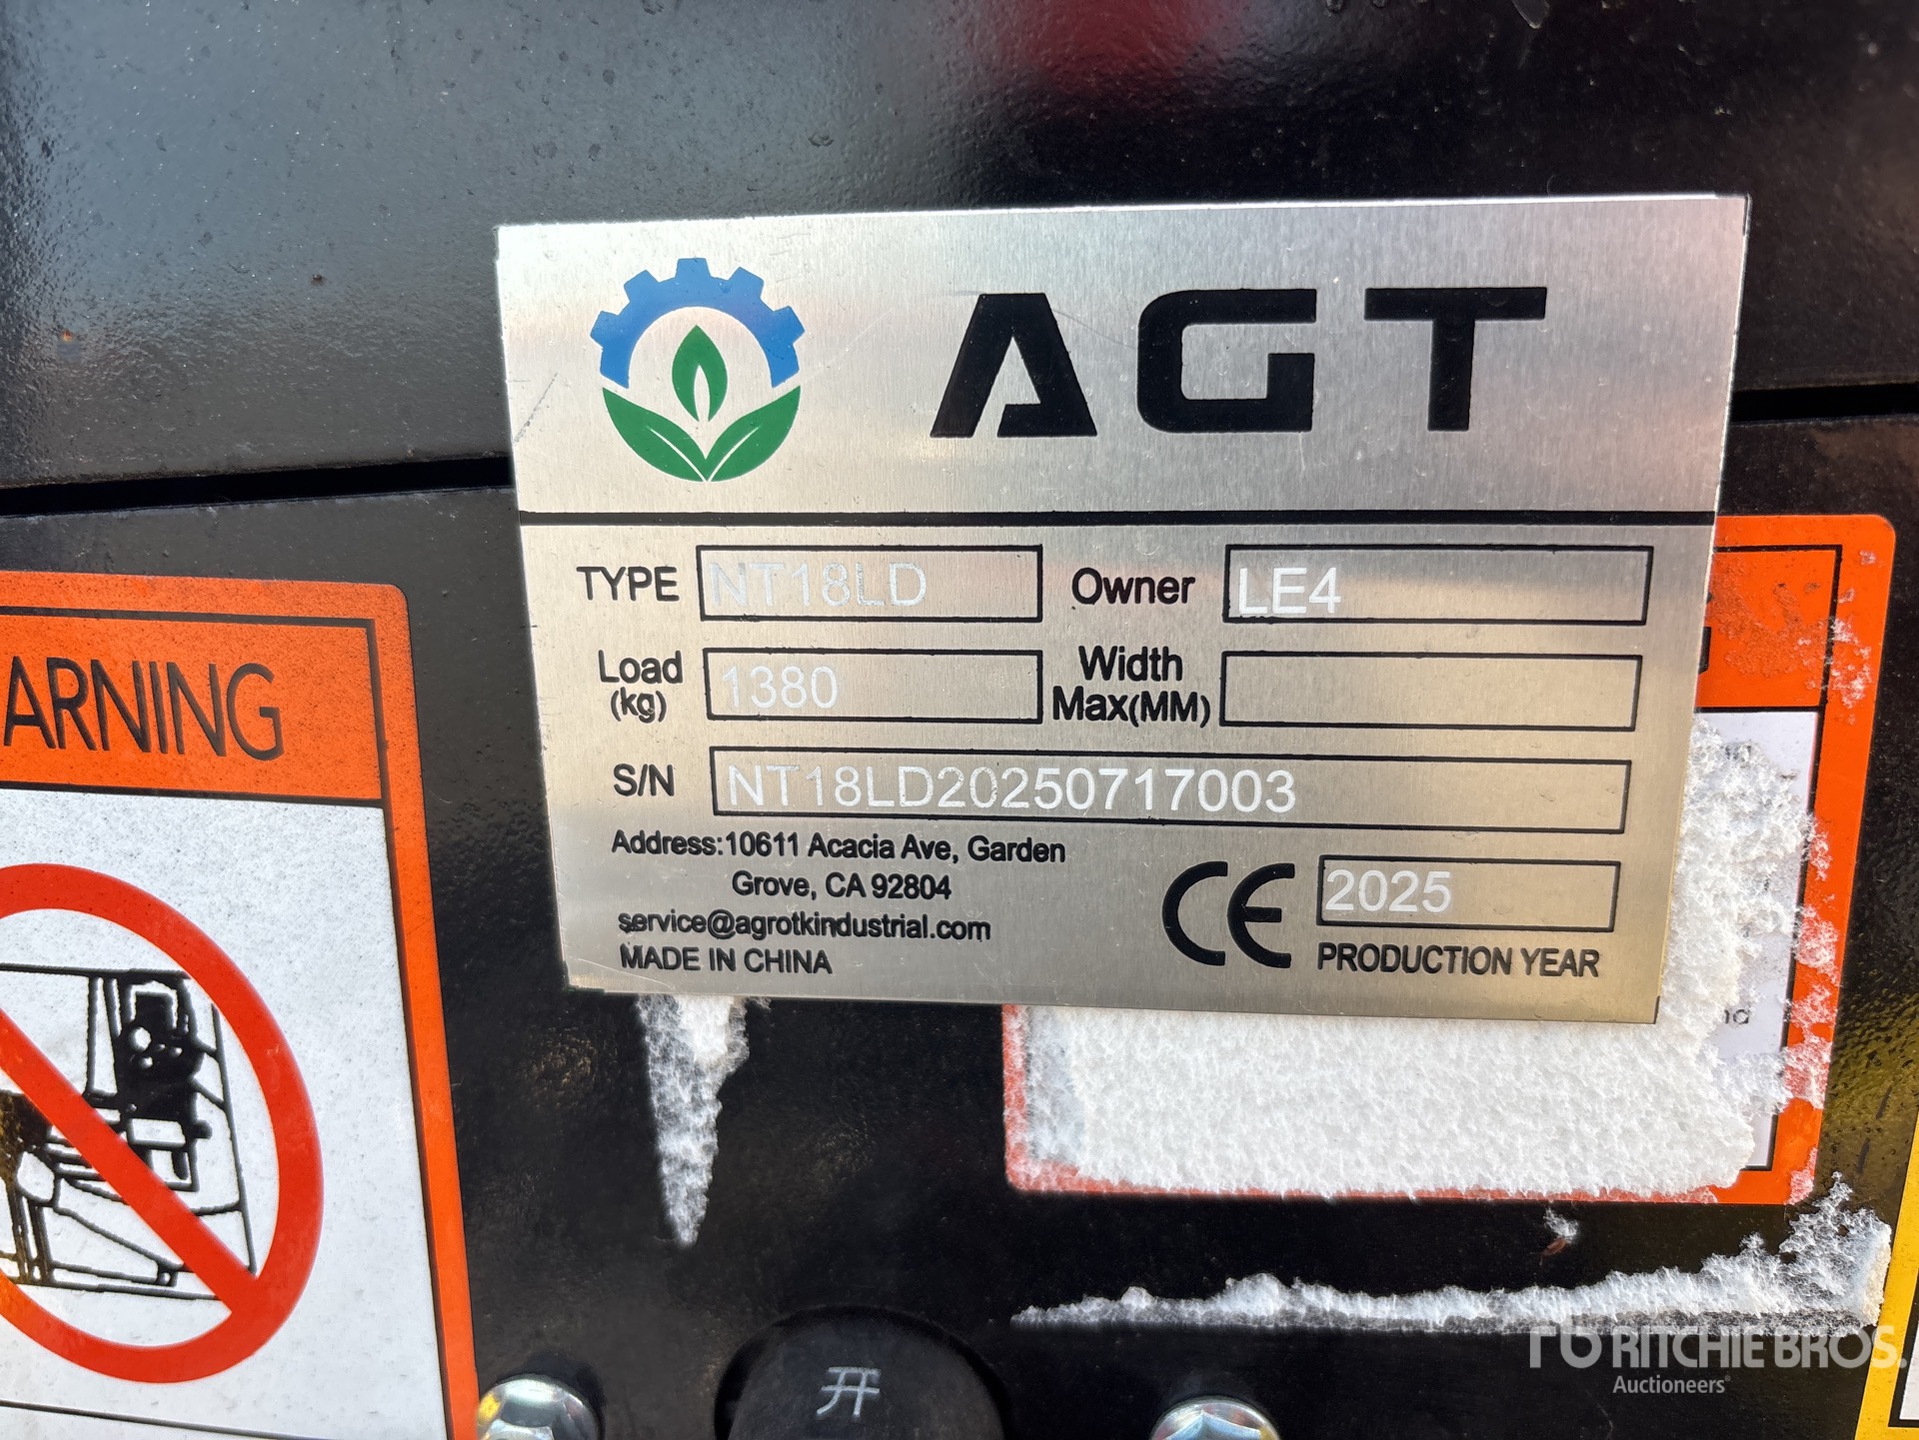 AGT
TYPE NT18LD Owner LE4
Load (kg) 1380 Width Max(MM)
S/N NT18LD20250717003
Address:10611 Acacia Ave, Garden
Grove, CA 92804
service@agrotkindustrial.com
MADE IN CHINA
CE 2025
PRODUCTION YEAR
ARNING
开
rb RITCHIE BROS.
Auctioneers